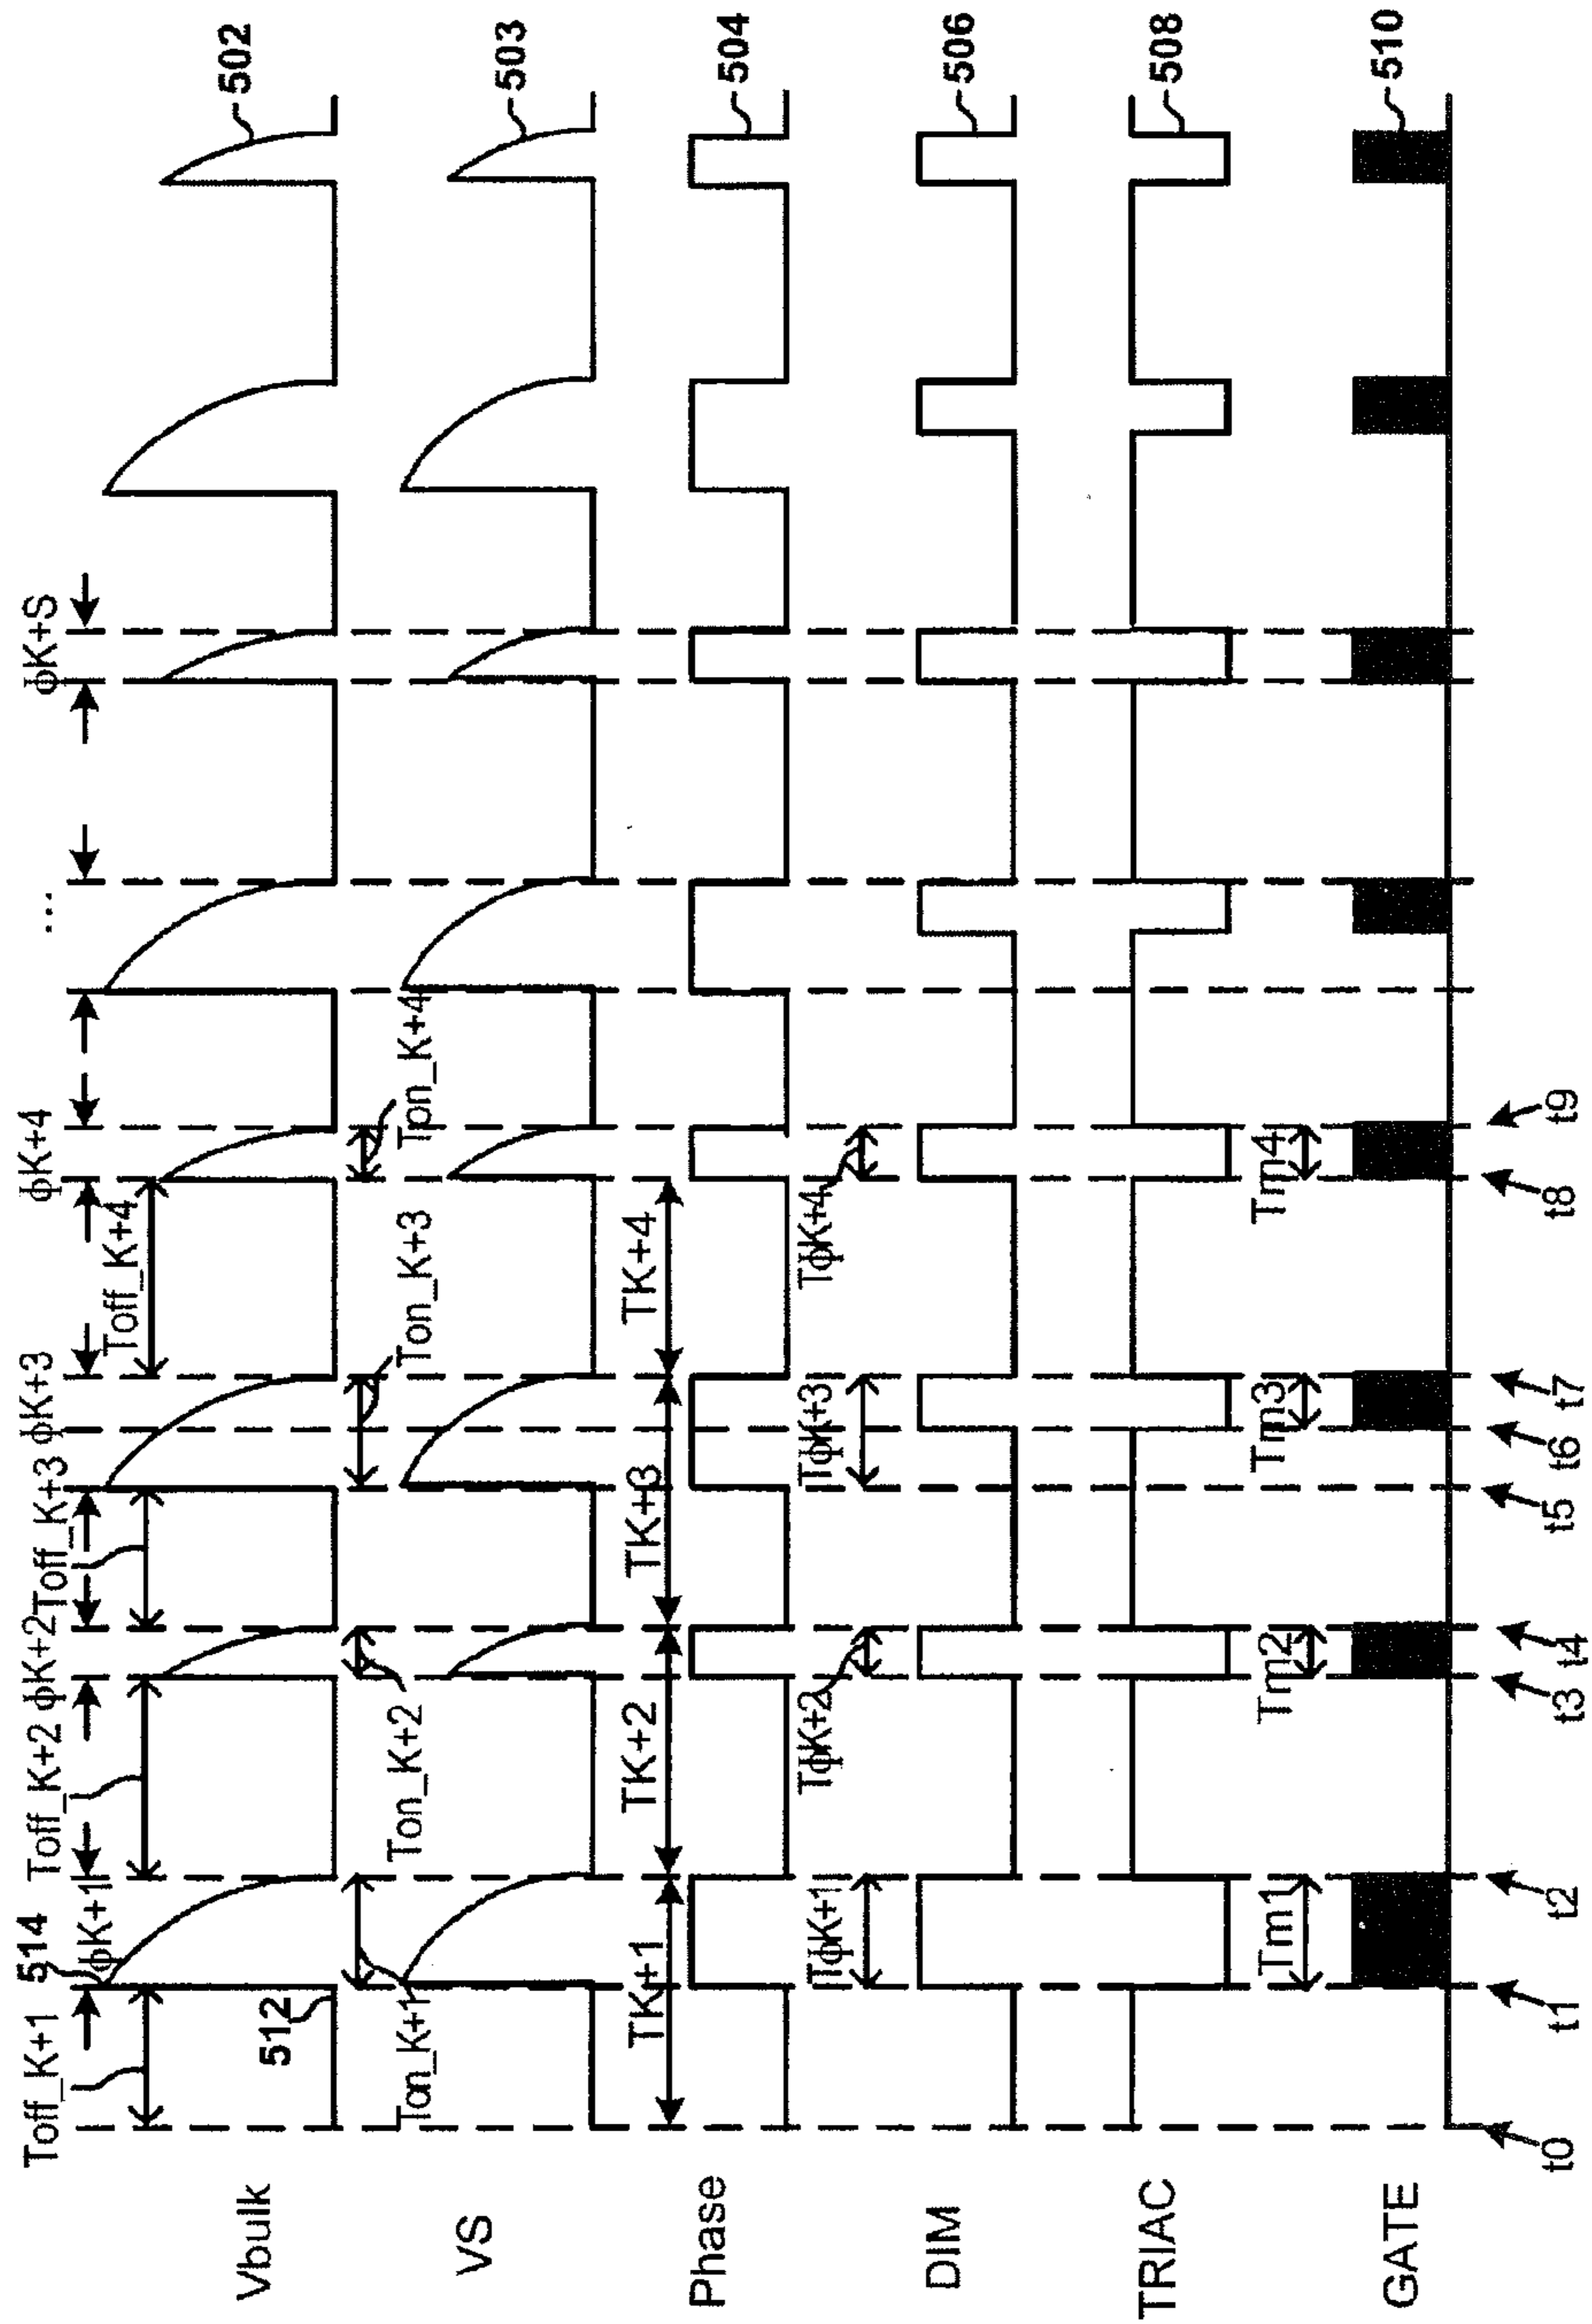 Toff_K+1
514
ϕK+1
Toff_K+2
ϕK+2
Toff_K+3
ϕK+3
Toff_K+4
ϕK+4
...
ϕK+S
Vbulk
512
502
Ton_K+1
Ton_K+2
Ton_K+3
Ton_K+4
VS
503
TK+1
TK+2
TK+3
TK+4
Phase
504
TϕK+1
TϕK+2
TϕK+3
TϕK+4
DIM
506
TRIAC
508
Tm1
Tm2
Tm3
Tm4
GATE
510
t0
t1
t2
t3
t4
t5
t6
t7
t8
t9